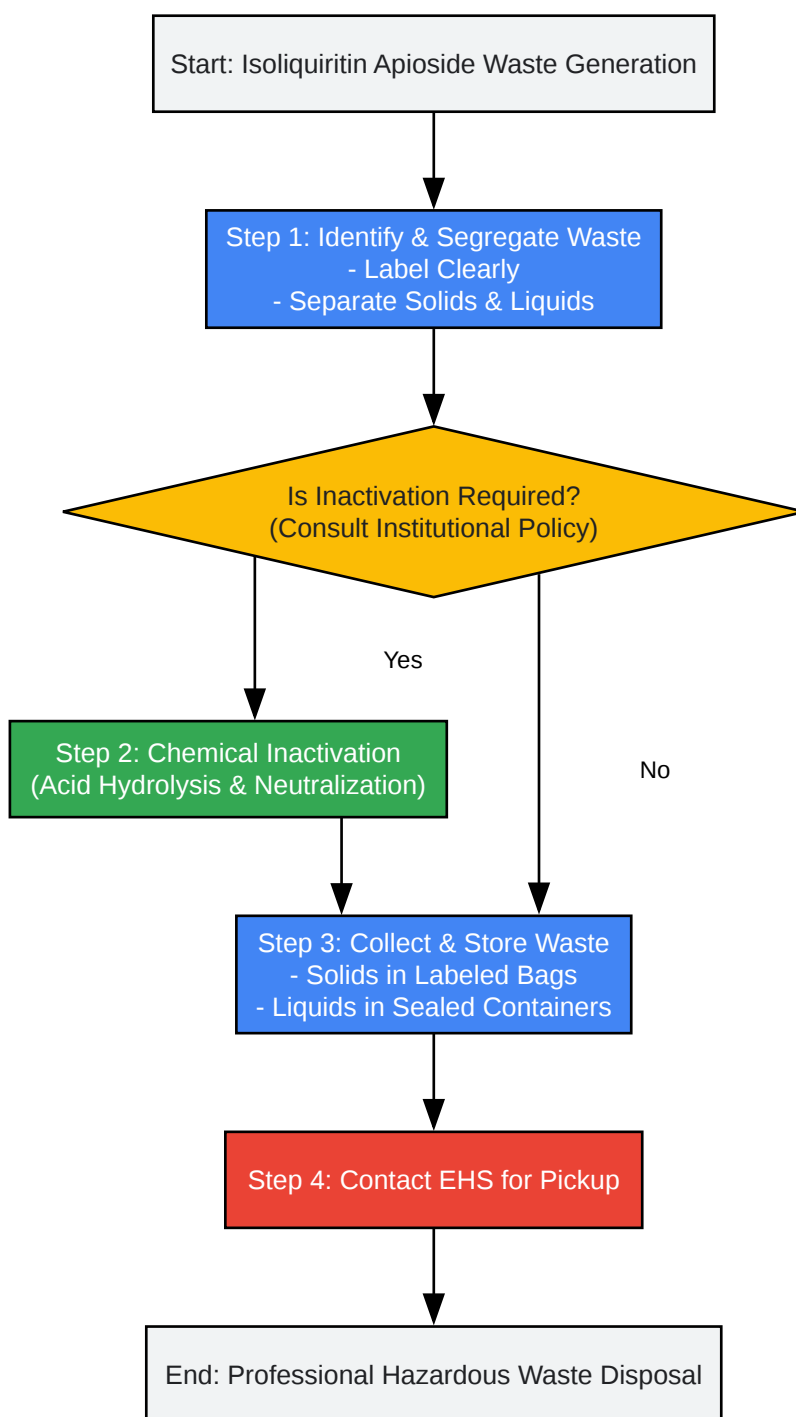 Start: Isoliquiritin Apioside Waste Generation
Step 1: Identify & Segregate Waste
- Label Clearly
- Separate Solids & Liquids
Is Inactivation Required?
(Consult Institutional Policy)
Yes
Step 2: Chemical Inactivation
(Acid Hydrolysis & Neutralization)
No
Step 3: Collect & Store Waste
- Solids in Labeled Bags
- Liquids in Sealed Containers
Step 4: Contact EHS for Pickup
End: Professional Hazardous Waste Disposal